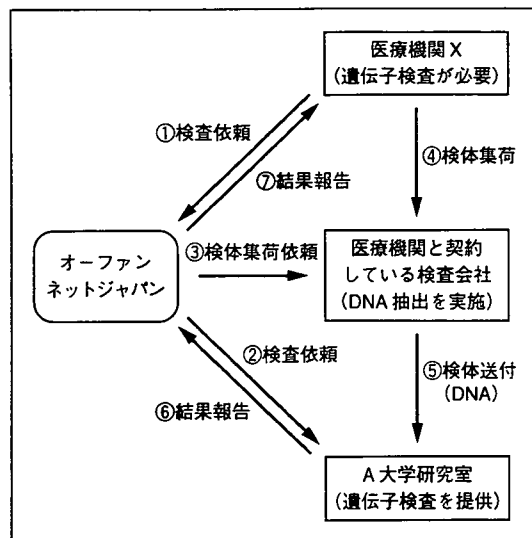 医療機関X
(遺伝子検査が必要)
①検査依頼
⑦結果報告
④検体集荷
オーファン
ネットジャパン
③検体集荷依頼
医療機関と契約
している検査会社
(DNA抽出を実施)
②検査依頼
⑥結果報告
⑤検体送付
(DNA)
A大学研究室
(遺伝子検査を提供)